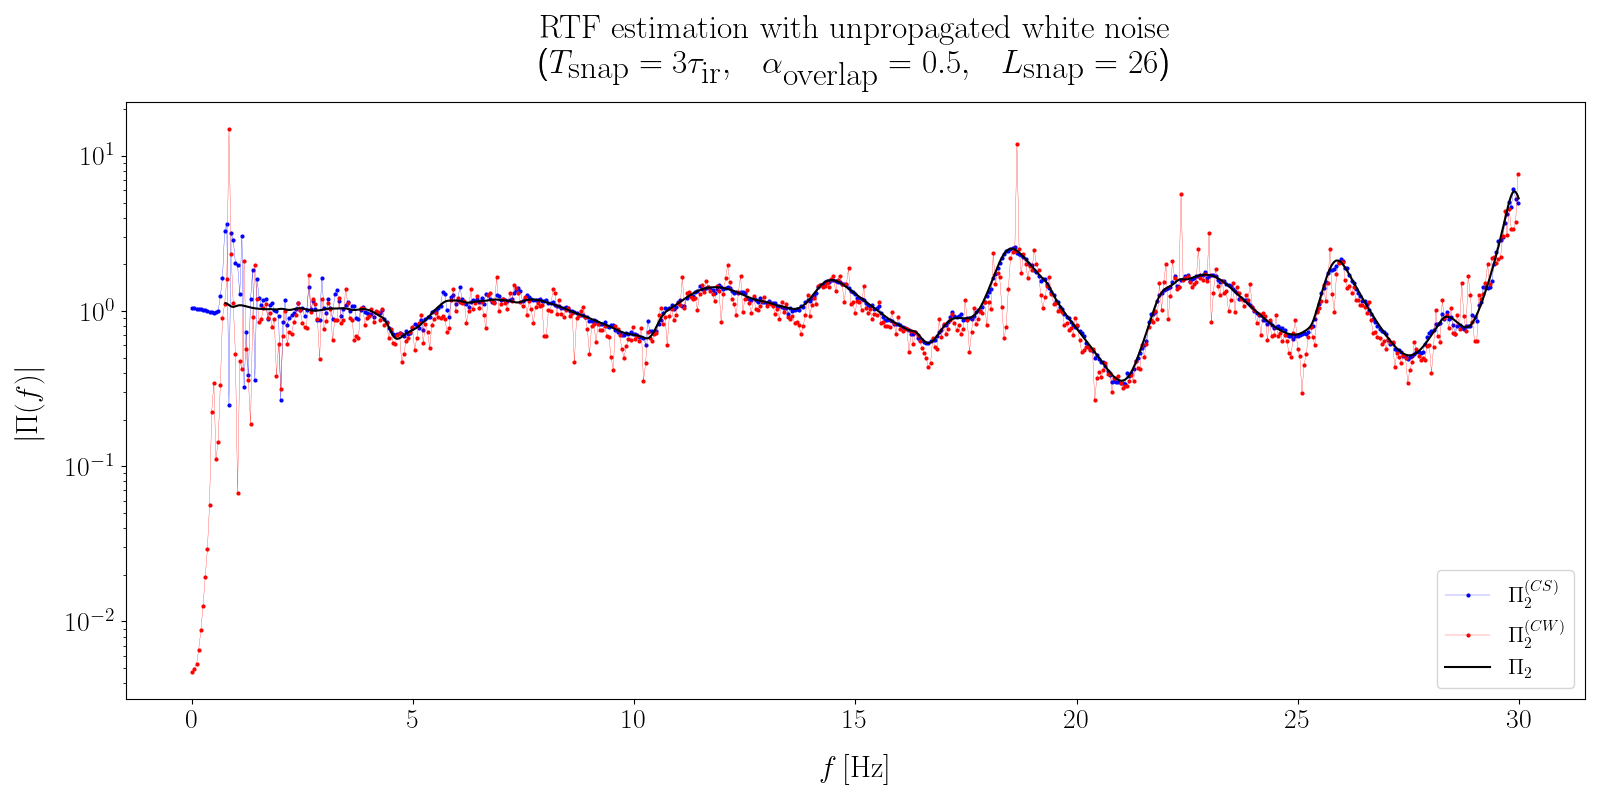 RTF estimation with unpropagated white noise
(T_snap = 3τ_ir, α_overlap = 0.5, L_snap = 26)
|Π(f)|
10^1
10^0
10^-1
10^-2
Π_2^(CS)
Π_2^(CW)
Π_2
0 5 10 15 20 25 30
f [Hz]